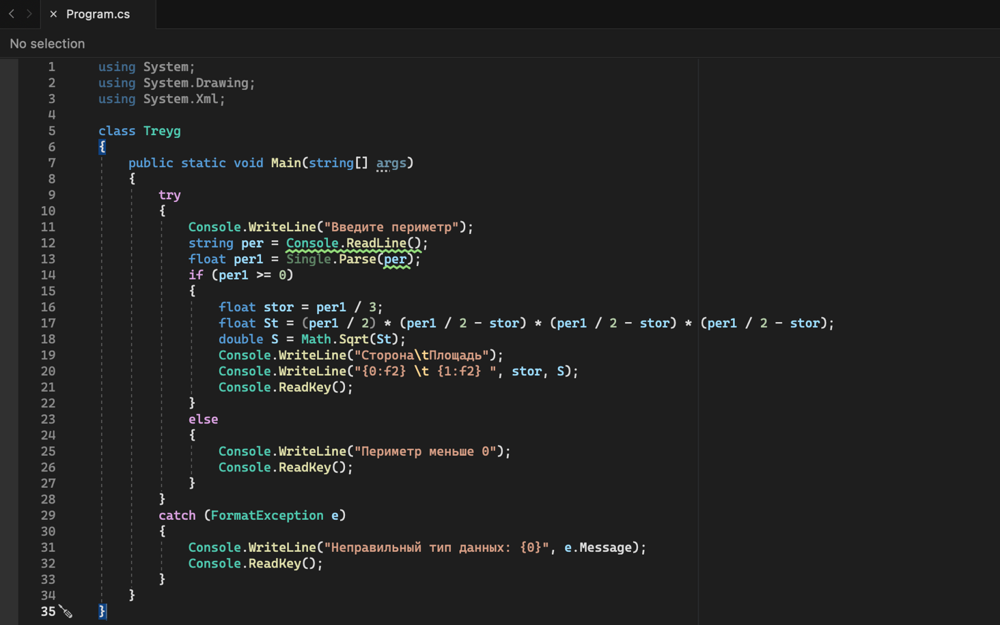 Program.cs
No selection
1 using System;
2 using System.Drawing;
3 using System.Xml;
4
5 class Treyg
6 {
7     public static void Main(string[] args)
8     {
9         try
10         {
11             Console.WriteLine("Введите периметр");
12             string per = Console.ReadLine();
13             float per1 = Single.Parse(per);
14             if (per1 >= 0)
15             {
16                 float stor = per1 / 3;
17                 float St = (per1 / 2) * (per1 / 2 - stor) * (per1 / 2 - stor) * (per1 / 2 - stor);
18                 double S = Math.Sqrt(St);
19                 Console.WriteLine("Сторона\tПлощадь");
20                 Console.WriteLine("{0:f2} \t {1:f2} ", stor, S);
21                 Console.ReadKey();
22             }
23             else
24             {
25                 Console.WriteLine("Периметр меньше 0");
26                 Console.ReadKey();
27             }
28         }
29         catch (FormatException e)
30         {
31             Console.WriteLine("Неправильный тип данных: {0}", e.Message);
32             Console.ReadKey();
33         }
34     }
35 }